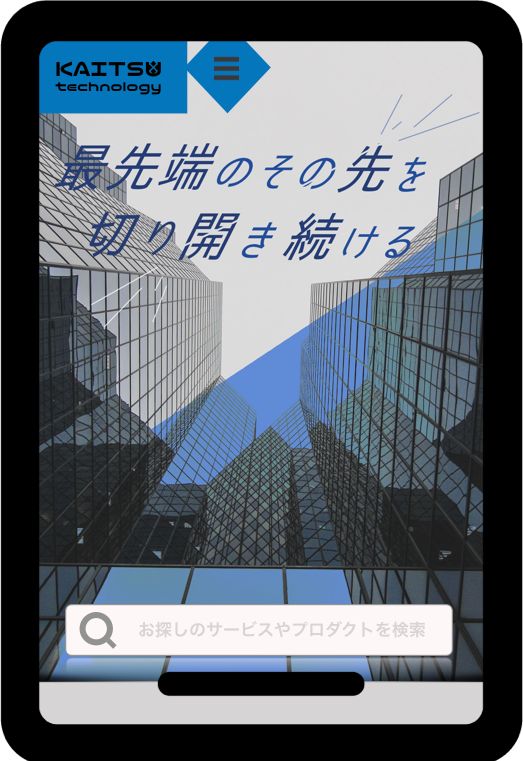 KAITSU
technology
最先端のその先を
切り開き続ける
お探しのサービスやプロダクトを検索